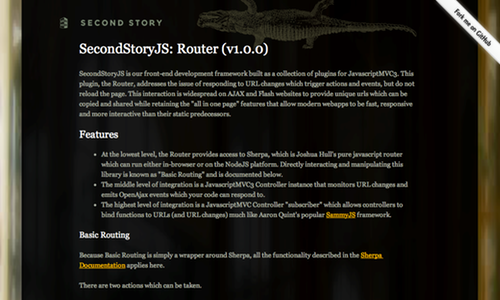 SECOND STORY
Fork me on GitHub
SecondStoryJS: Router (v1.0.0)
SecondStoryJS is our front-end development framework built as a collection of plugins for JavascriptMVC3. This
plugin, the Router, addresses the issue of responding to URL changes which trigger actions and events, but do not
reload the page. This interaction is widespread on AJAX and Flash websites to provide unique urls which can be
copied and shared while retaining the "all in one page" features that allow modern webapps to be fast, responsive
and more interactive than their static predecessors.
Features
• At the lowest level, the Router provides access to Sherpa, which is Joshua Hull's pure javascript router
which can run either in-browser or on the NodeJS platform. Directly interacting and manipulating this
library is known as "Basic Routing" and is documented below.
• The middle level of integration is a JavascriptMVC3 Controller instance that monitors URL changes and
emits OpenAjax events which your code can respond to.
• The highest level of integration is a JavascriptMVC Controller "subscriber" which allows controllers to
bind functions to URLs (and URL changes) much like Aaron Quint's popular SammyJS framework.
Basic Routing
Because Basic Routing is simply a wrapper around Sherpa, all the functionality described in the Sherpa
Documentation applies here.
There are two actions which can be taken.